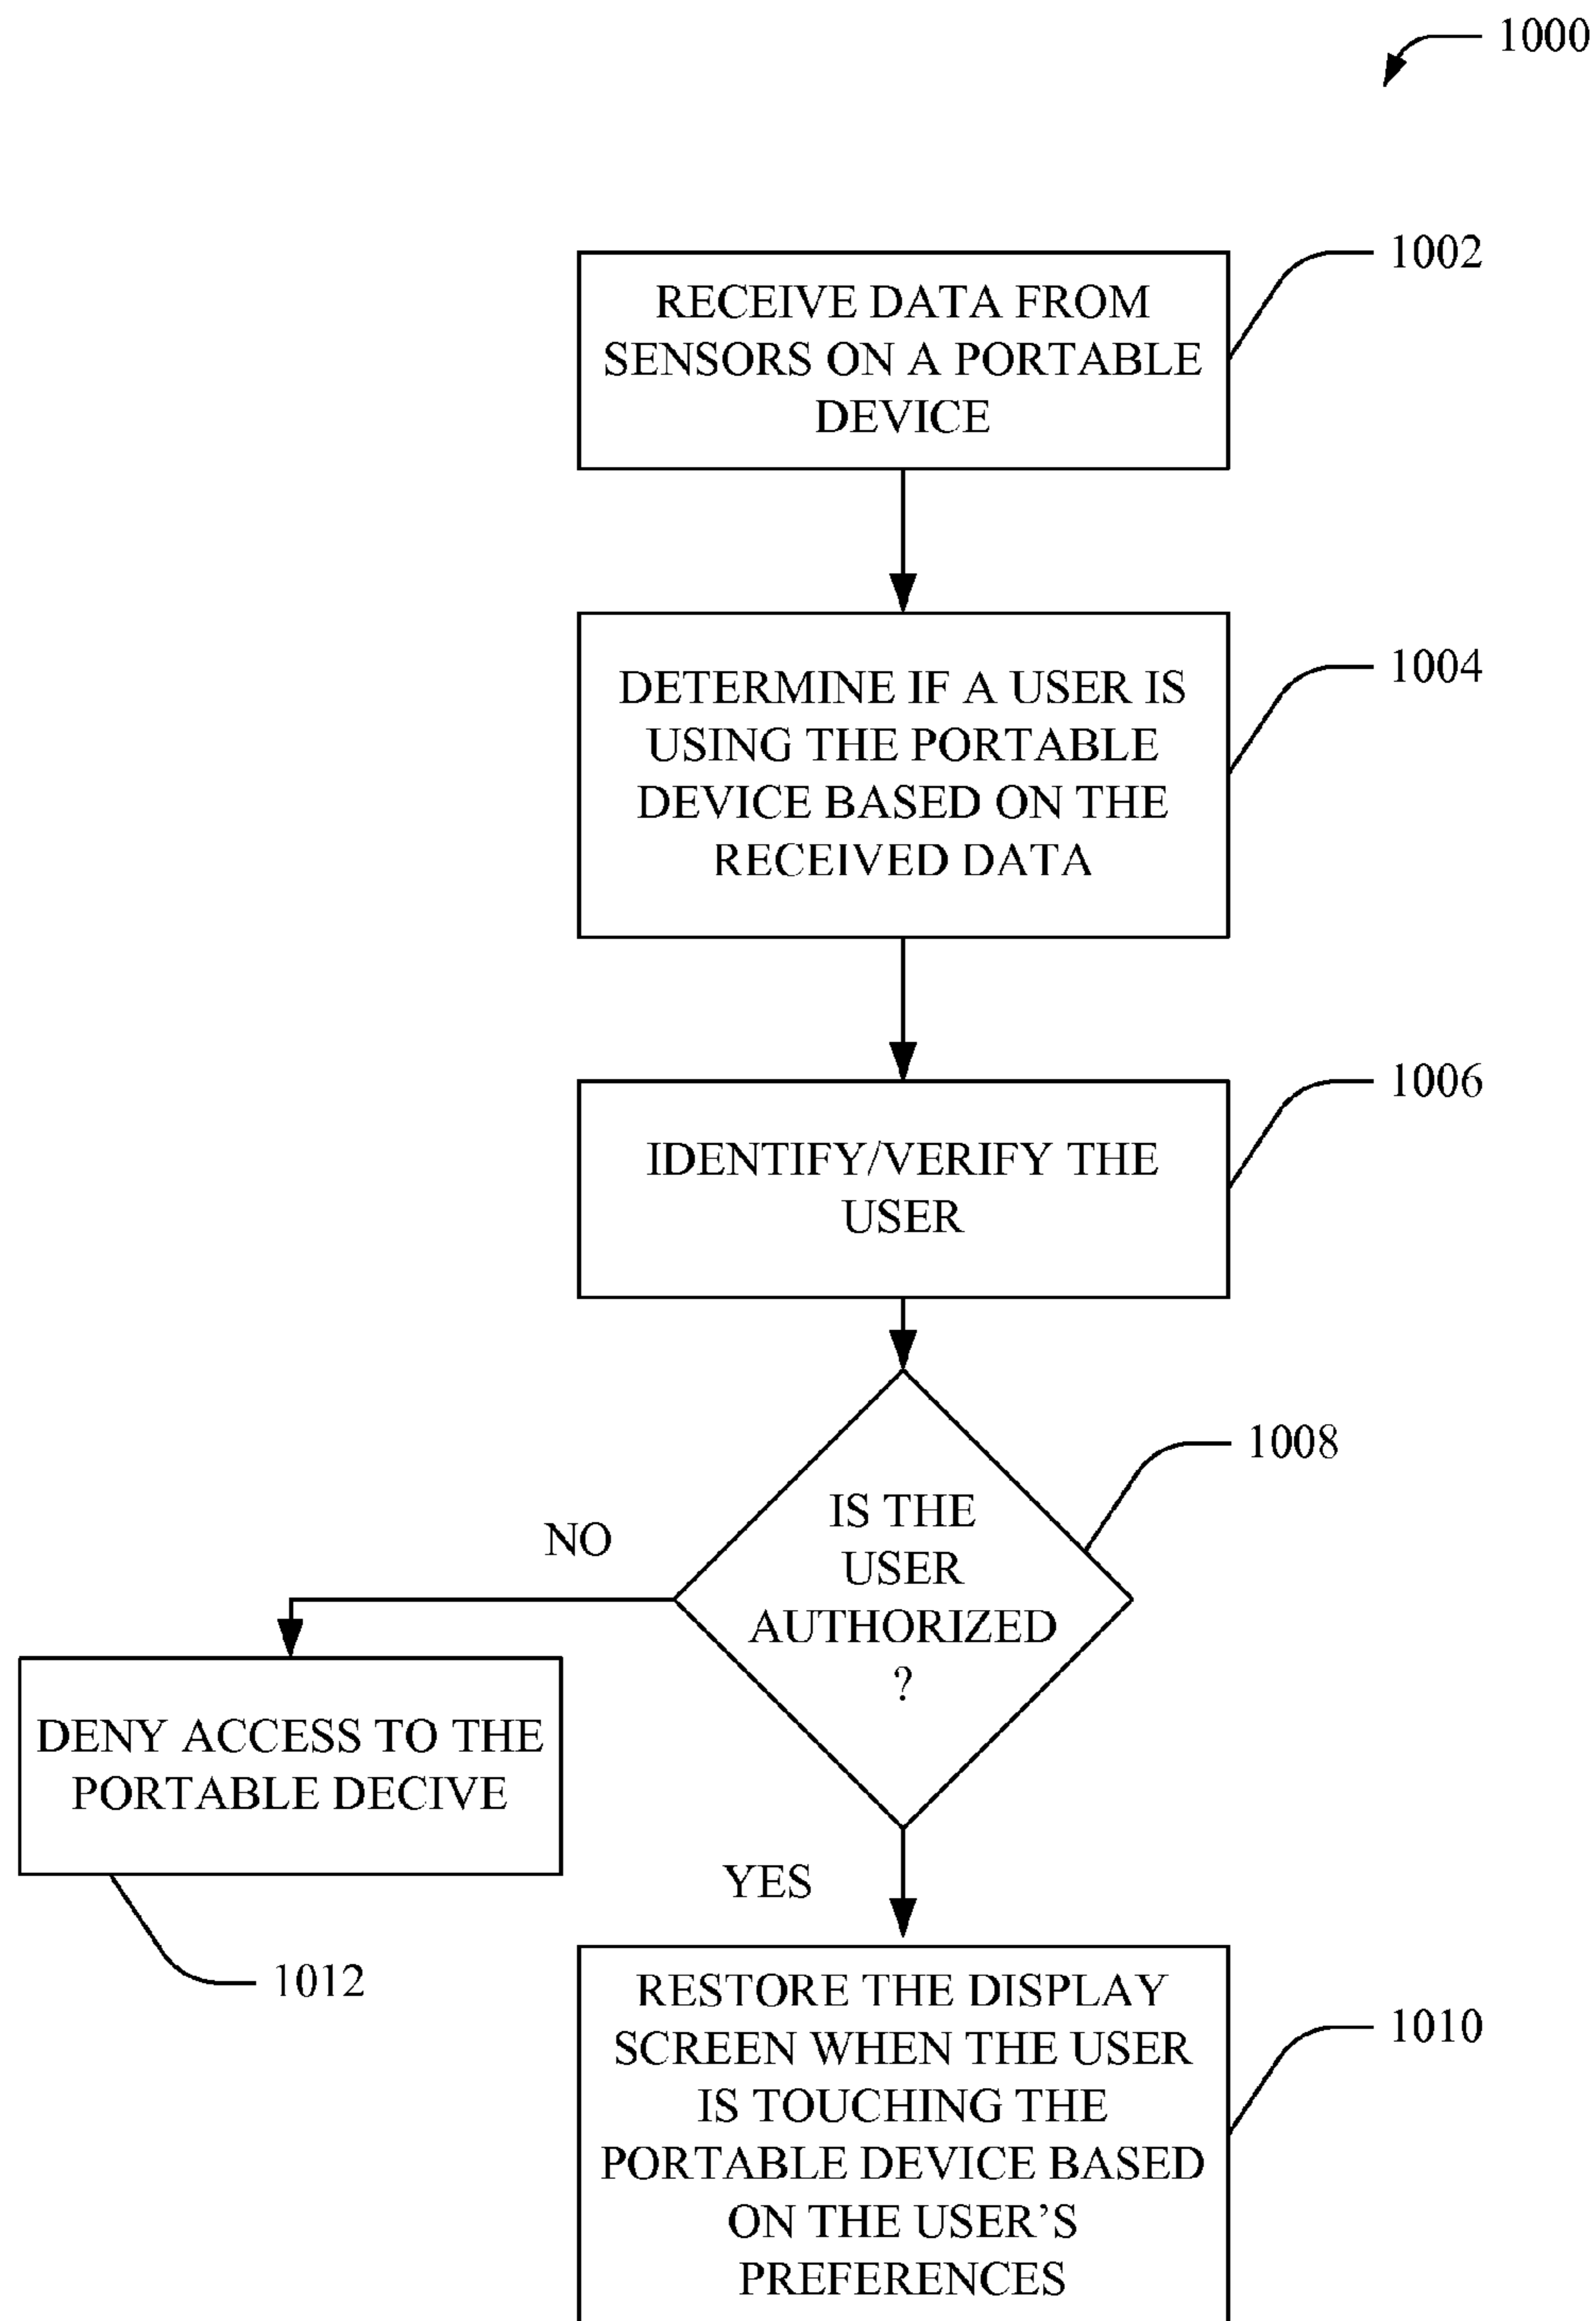 1000
RECEIVE DATA FROM
SENSORS ON A PORTABLE
DEVICE
1002
DETERMINE IF A USER IS
USING THE PORTABLE
DEVICE BASED ON THE
RECEIVED DATA
1004
IDENTIFY/VERIFY THE
USER
1006
IS THE
USER
AUTHORIZED
?
1008
NO
DENY ACCESS TO THE
PORTABLE DECIVE
1012
YES
RESTORE THE DISPLAY
SCREEN WHEN THE USER
IS TOUCHING THE
PORTABLE DEVICE BASED
ON THE USER’S
PREFERENCES
1010